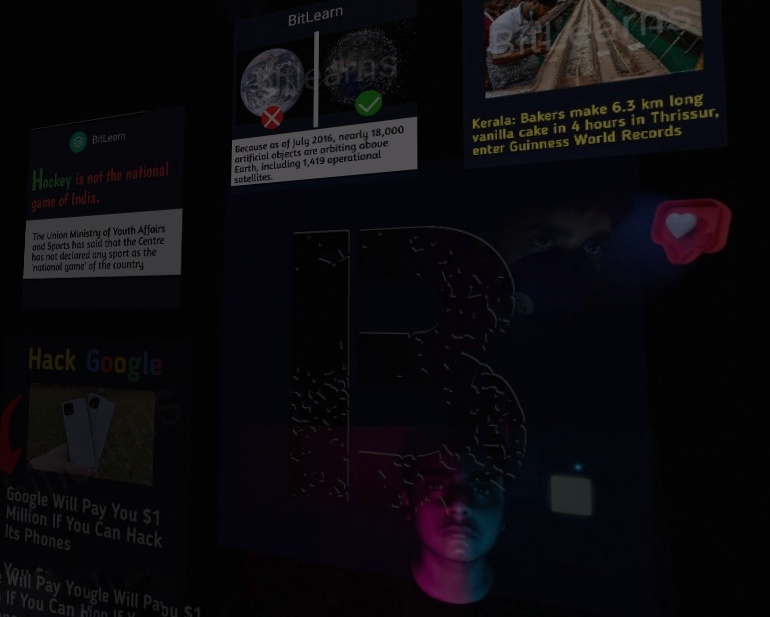 BitLearn
BitLearns
Because as of July 2016, nearly 18,000
artificial objects are orbiting above
Earth, including 1,419 operational
satellites.
BitLearns
Kerala: Bakers make 6.3 km long
vanilla cake in 4 hours in Thrissur,
enter Guinness World Records
BitLearn
Hockey is not the national
game of India.
The Union Ministry of Youth Affairs
and Sports has said that the Centre
has not declared any sport as the
'national game' of the country
Hack Google
Google Will Pay You $1
Million If You Can Hack
Its Phones
B